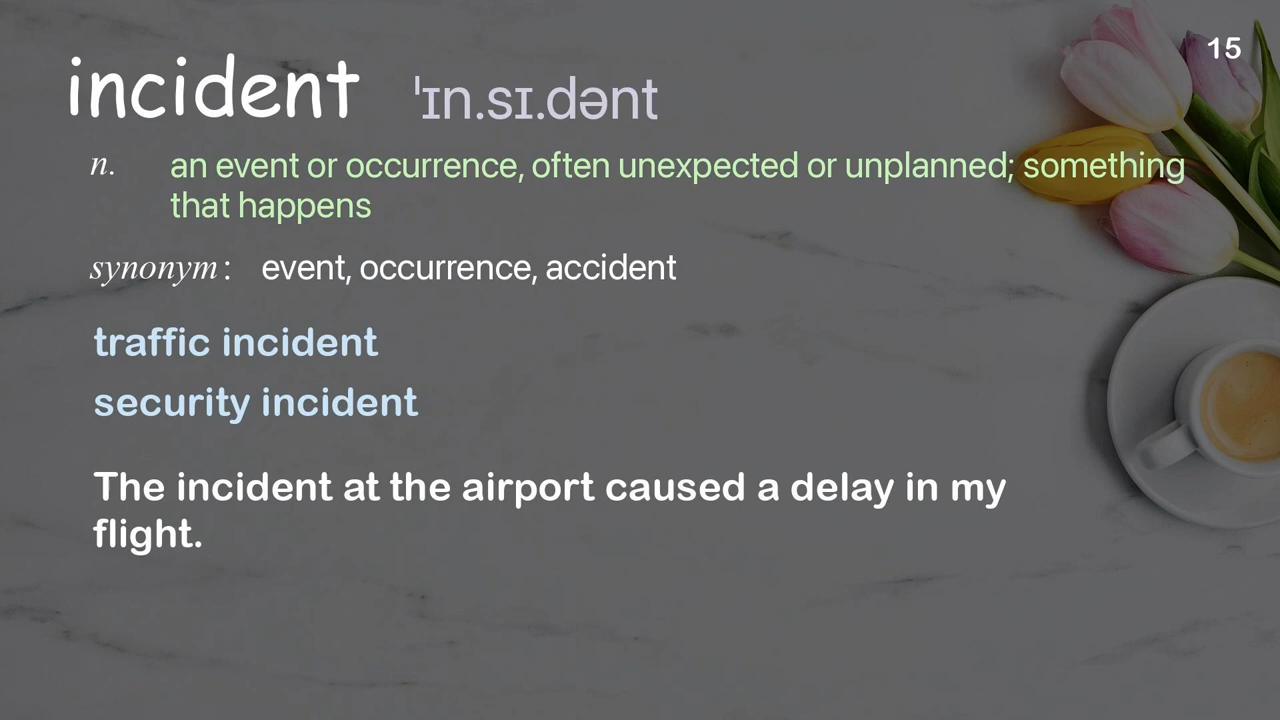 15
incident ˈɪn.sɪ.dənt
n. an event or occurrence, often unexpected or unplanned; something
that happens
synonym: event, occurrence, accident
traffic incident
security incident
The incident at the airport caused a delay in my
flight.